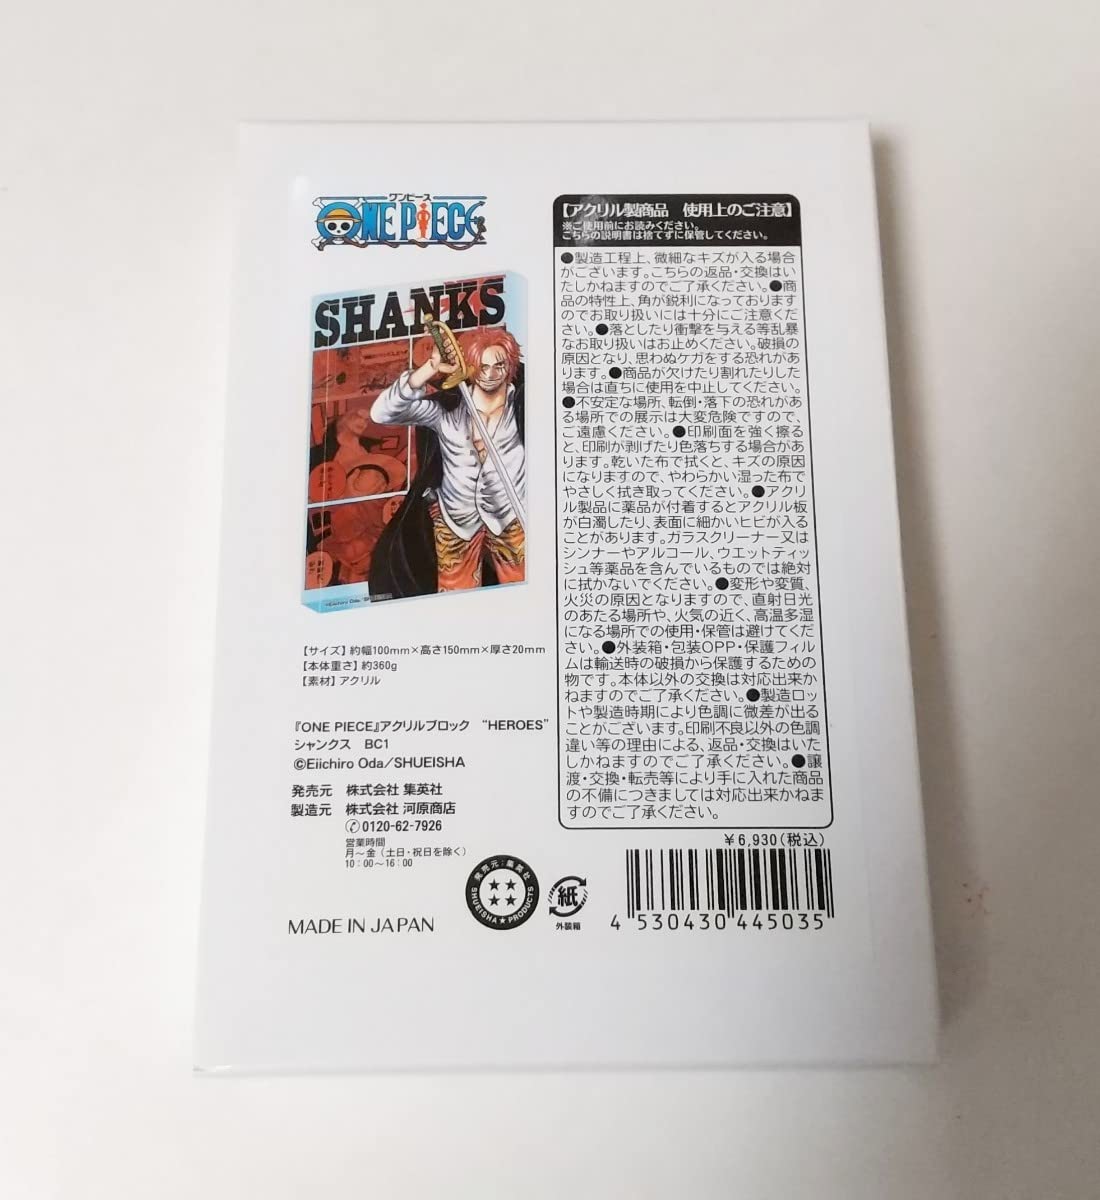 ワンピース
ONE PIECE
SHANKS
©Eiichiro Oda/SHUEISHA
【サイズ】約幅100mm×高さ150mm×厚さ20mm
【本体重さ】約360g
【素材】アクリル
『ONE PIECE』アクリルブロック “HEROES”
シャンクス BC1
©Eiichiro Oda/SHUEISHA
発売元 株式会社 集英社
製造元 株式会社 河原商店
✆0120-62-7926
営業時間
月～金（土日・祝日を除く）
10:00～16:00
MADE IN JAPAN
【アクリル製商品 使用上のご注意】
※ご使用前にお読みください。
こちらの説明書は捨てずに保管してください。
●製造工程上、微細なキズが入る場合
がございます。こちらの返品・交換はい
たしかねますのでご了承ください。●商
品の特性上、角が鋭利になっております
のでお取り扱いには十分にご注意くだ
さい。●落としたり衝撃を与える等乱暴
なお取り扱いはお止めください。破損の
原因となり、思わぬケガをする恐れがあ
ります。●商品が欠けたり割れたりした
場合は直ちに使用を中止してください。
●不安定な場所、転倒・落下の恐れがあ
る場所での展示は大変危険ですので、
ご遠慮ください。●印刷面を強く擦る
と、印刷が剥げたり色落ちする場合があ
ります。乾いた布で拭くと、キズの原因
になりますので、やわらかい湿った布で
やさしく拭き取ってください。●アクリ
ル製品に薬品が付着するとアクリル板
が白濁したり、表面に細かいヒビが入る
ことがあります。ガラスクリーナー又は
シンナーやアルコール、ウエットティッ
シュ等薬品を含んでいるものでは絶対
に拭かないでください。●変形や変質、
火災の原因となりますので、直射日光
のあたる場所や、火気の近く、高温多湿
になる場所での使用・保管は避けてくだ
さい。●外装箱・包装OPP・保護フィル
ムは輸送時の破損から保護するための
物です。本体以外の交換は対応出来か
ねますのでご了承ください。●製造ロッ
トや製造時期により色調に微差が出る
ことがございます。印刷不良以外の色調
違い等の理由による、返品・交換はいた
しかねますのでご了承ください。●譲
渡・交換・転売等により手に入れた商品
の不備につきましては対応出来かねま
すのでご了承ください。
￥6,930(税込)
発売元:集英社
SHUEISHA★PRODUCTS
紙
外装箱
4 530430 445035